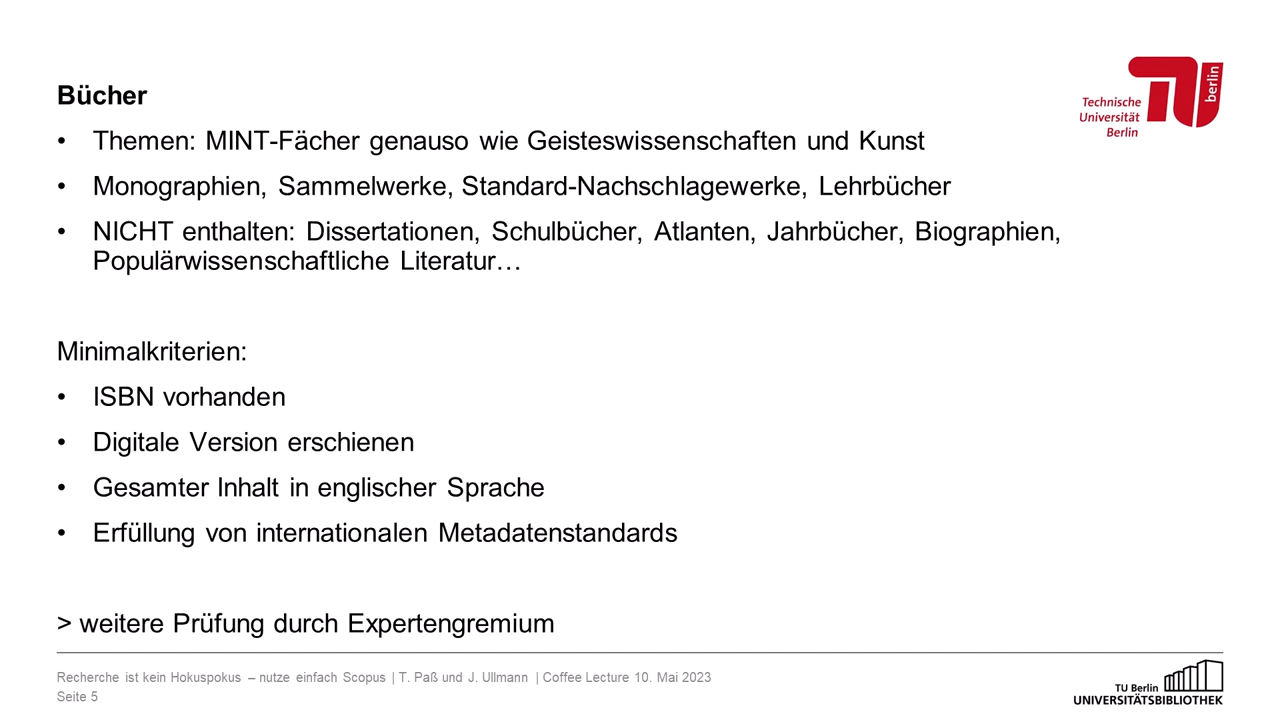 Bücher
• Themen: MINT-Fächer genauso wie Geisteswissenschaften und Kunst
• Monographien, Sammelwerke, Standard-Nachschlagewerke, Lehrbücher
• NICHT enthalten: Dissertationen, Schulbücher, Atlanten, Jahrbücher, Biographien,
Populärwissenschaftliche Literatur…
Minimalkriterien:
• ISBN vorhanden
• Digitale Version erschienen
• Gesamter Inhalt in englischer Sprache
• Erfüllung von internationalen Metadatenstandards
> weitere Prüfung durch Expertengremium
Technische
Universität
Berlin
TU berlin
Recherche ist kein Hokuspokus – nutze einfach Scopus | T. Paß und J. Ullmann | Coffee Lecture 10. Mai 2023
Seite 5
TU Berlin
UNIVERSITÄTSBIBLIOTHEK